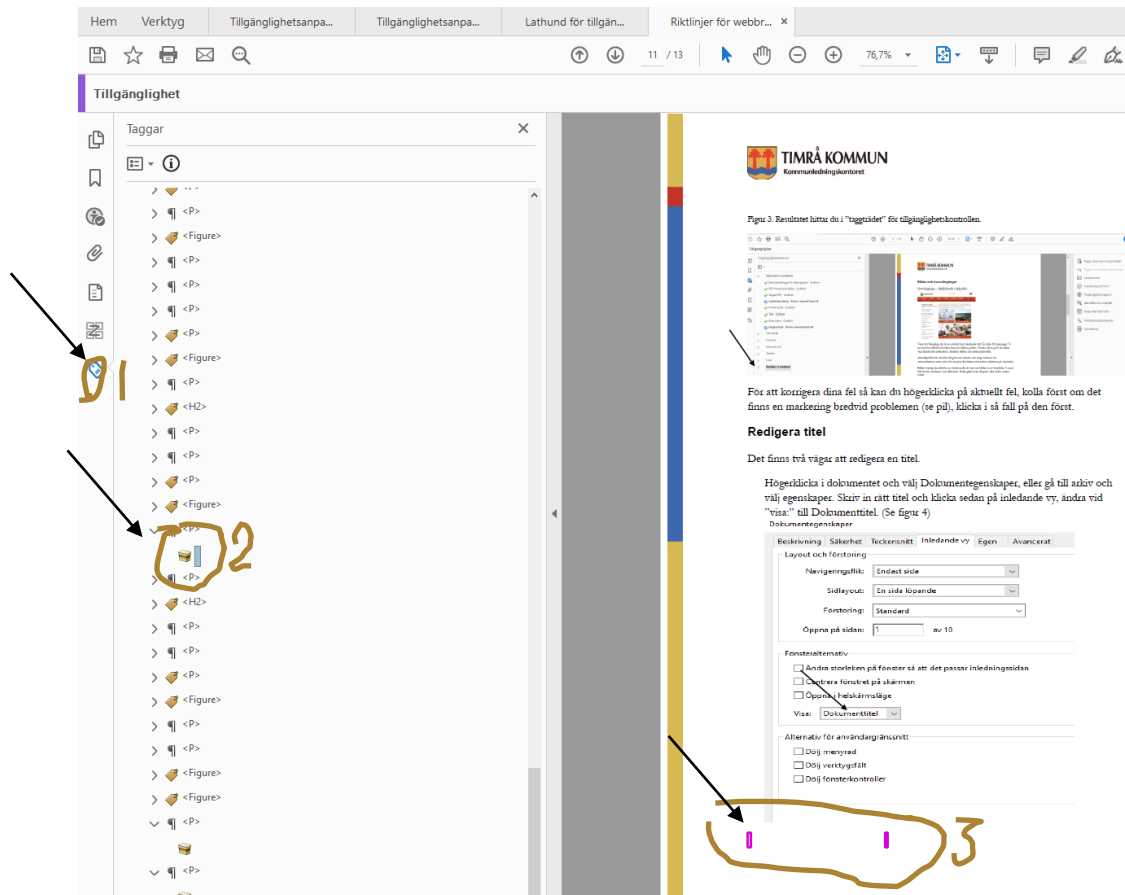 Hem Verktyg Tillgänglighetsanpa... Tillgänglighetsanpa... Lathund för tillgän... Riktlinjer för webbr... ×
11 / 13 76,7%
Tillgänglighet
Taggar
<P>
<Figure>
<P>
<P>
<P>
<P>
<Figure>
<P>
<H2>
<P>
<P>
<P>
<Figure>
<P>
<P>
<H2>
<P>
<P>
<P>
<Figure>
<P>
<P>
<Figure>
<Figure>
<P>
<P>
1
2
TIMRÅ KOMMUN
Kommunledningskontoret
Figur 3. Resultatet hittar du i "taggträdet" för tillgänglighetskontrollen.
Tillgänglighet
TIMRÅ KOMMUN
För att korrigera dina fel så kan du högerklicka på aktuellt fel, kolla först om det
finns en markering bredvid problemen (se pil), klicka i så fall på den först.
Redigera titel
Det finns två vägar att redigera en titel.
Högerklicka i dokumentet och välj Dokumentegenskaper, eller gå till arkiv och
välj egenskaper. Skriv in rätt titel och klicka sedan på inledande vy, ändra vid
"visa:" till Dokumenttitel. (Se figur 4)
Dokumentegenskaper
Beskrivning Säkerhet Teckensnitt Inledande vy Egen Avancerat
Layout och förstoring
Navigeringsflik: Endast sida
Sidlayout: En sida löpande
Förstoring: Standard
Öppna på sidan: 1 av 10
Fönsteralternativ
Ändra storleken på fönster så att det passar inledningssidan
Centrera fönstret på skärmen
Öppna i helskärmsläge
Visa: Dokumenttitel
Alternativ för användargränssnitt
Dölj menyrad
Dölj verktygsfält
Dölj fönsterkontroller
3